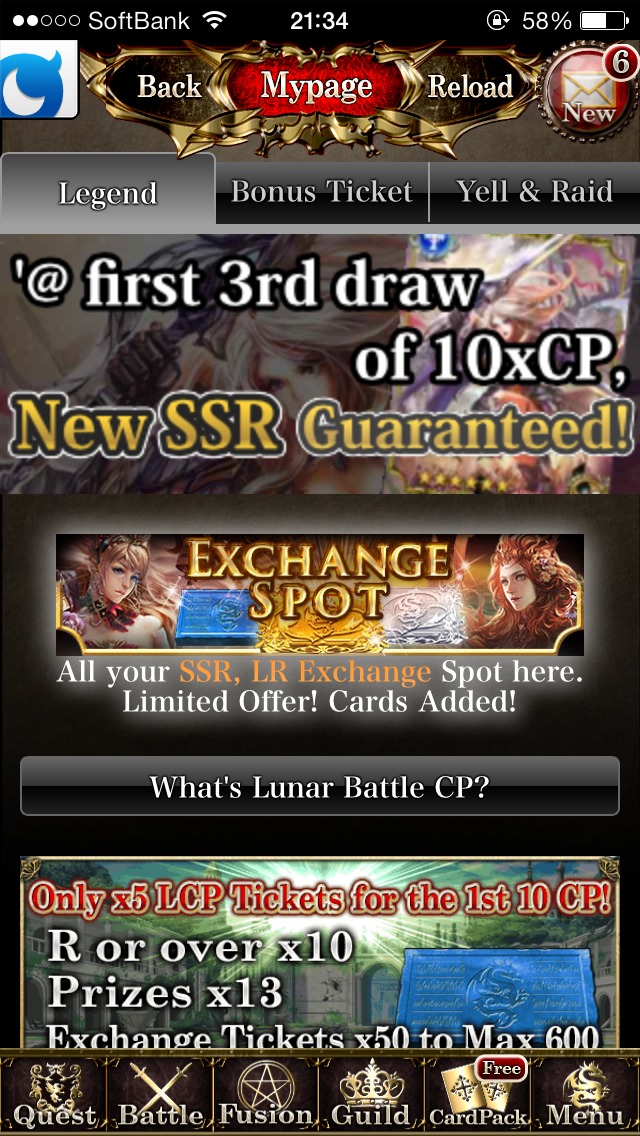 SoftBank 21:34 58%
Back Mypage Reload 6
New
Legend Bonus Ticket Yell & Raid
'@ first 3rd draw
of 10xCP,
New SSR Guaranteed!
EXCHANGE
SPOT
All your SSR, LR Exchange Spot here.
Limited Offer! Cards Added!
What's Lunar Battle CP?
Only x5 LCP Tickets for the 1st 10 CP!
R or over x10
Prizes x13
Exchange Tickets x50 to Max 600
Free
Quest Battle Fusion Guild CardPack Menu